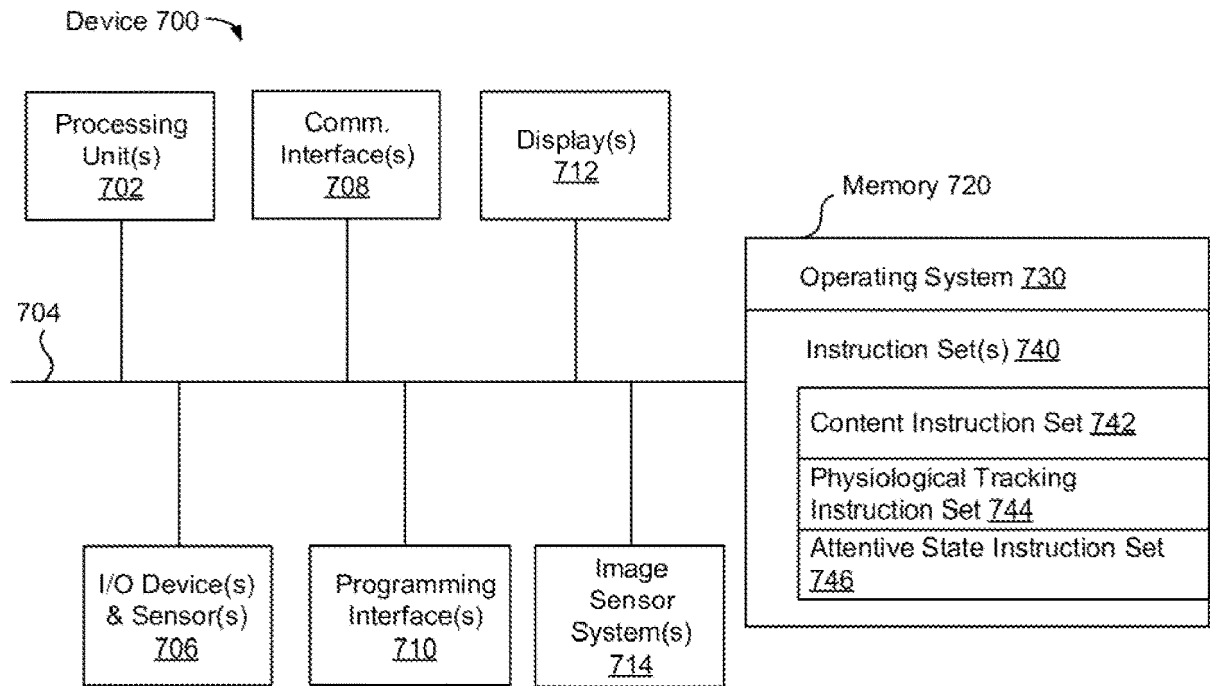 Device 700
Processing
Unit(s)
702
Comm.
Interface(s)
708
Display(s)
712
Memory 720
Operating System 730
704
Instruction Set(s) 740
Content Instruction Set 742
Physiological Tracking
Instruction Set 744
Attentive State Instruction Set
746
I/O Device(s)
& Sensor(s)
706
Programming
Interface(s)
710
Image
Sensor
System(s)
714